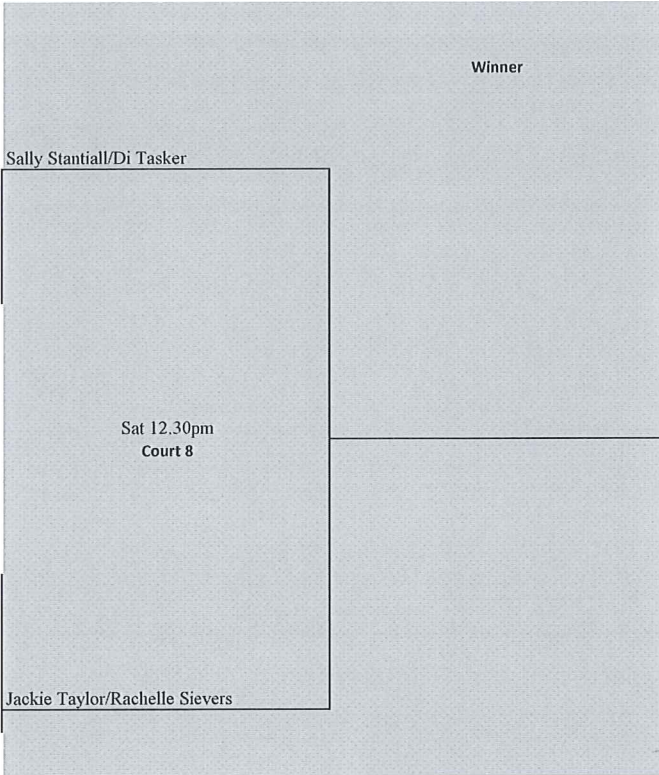 Winner
Sally Stantiall/Di Tasker
Sat 12.30pm
Court 8
Jackie Taylor/Rachelle Sievers